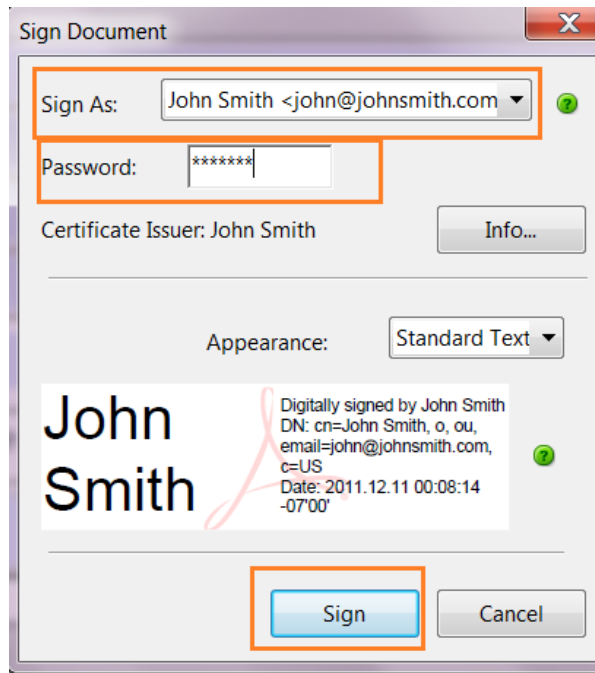 Sign Document
Sign As: John Smith <john@johnsmith.com
Password: *******
Certificate Issuer: John Smith Info...
Appearance: Standard Text
John
Smith
Digitally signed by John Smith
DN: cn=John Smith, o, ou,
email=john@johnsmith.com,
c=US
Date: 2011.12.11 00:08:14
-07'00'
Sign Cancel